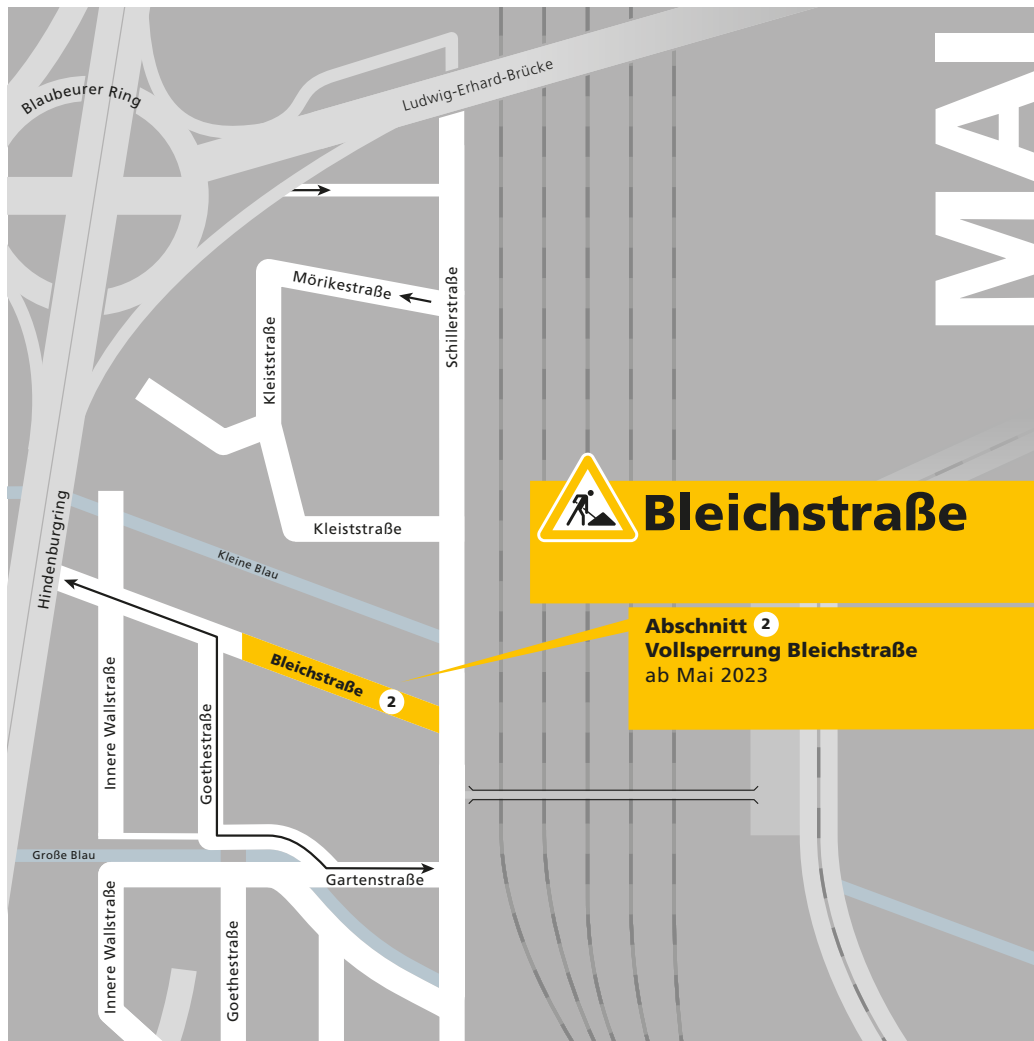 MAI
Blaubeurer Ring
Ludwig-Erhard-Brücke
Mörikestraße
Schillerstraße
Kleiststraße
Kleiststraße
Hindenburgring
Kleine Blau
Bleichstraße
Abschnitt 2
Vollsperrung Bleichstraße
ab Mai 2023
Bleichstraße 2
Innere Wallstraße
Goethestraße
Große Blau
Gartenstraße
Innere Wallstraße
Goethestraße